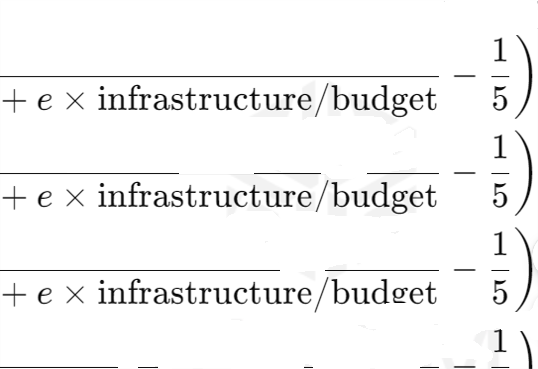 1
− )
+ e × infrastructure/budget 5
1
− )
+ e × infrastructure/budget 5
1
− )
+ e × infrastructure/budget 5
1